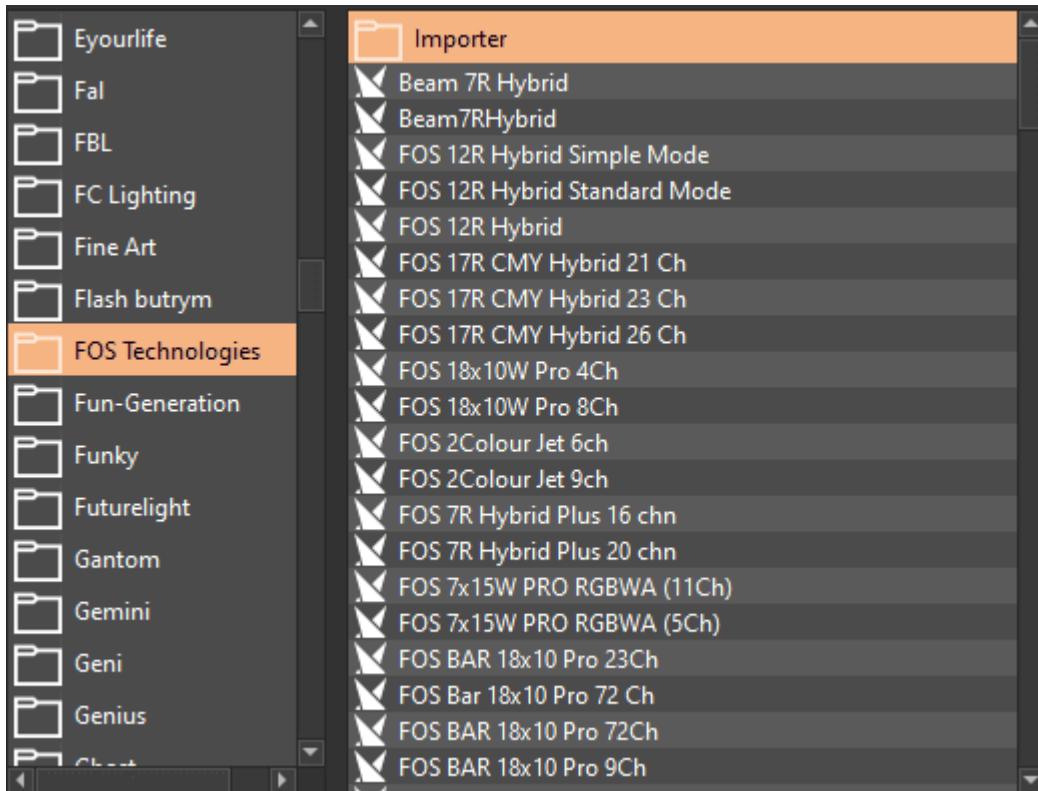 Eyourlife
Fal
FBL
FC Lighting
Fine Art
Flash butrym
FOS Technologies
Fun-Generation
Funky
Futurelight
Gantom
Gemini
Geni
Genius
Importer
Beam 7R Hybrid
Beam7RHybrid
FOS 12R Hybrid Simple Mode
FOS 12R Hybrid Standard Mode
FOS 12R Hybrid
FOS 17R CMY Hybrid 21 Ch
FOS 17R CMY Hybrid 23 Ch
FOS 17R CMY Hybrid 26 Ch
FOS 18x10W Pro 4Ch
FOS 18x10W Pro 8Ch
FOS 2Colour Jet 6ch
FOS 2Colour Jet 9ch
FOS 7R Hybrid Plus 16 chn
FOS 7R Hybrid Plus 20 chn
FOS 7x15W PRO RGBWA (11Ch)
FOS 7x15W PRO RGBWA (5Ch)
FOS BAR 18x10 Pro 23Ch
FOS Bar 18x10 Pro 72 Ch
FOS BAR 18x10 Pro 72Ch
FOS BAR 18x10 Pro 9Ch